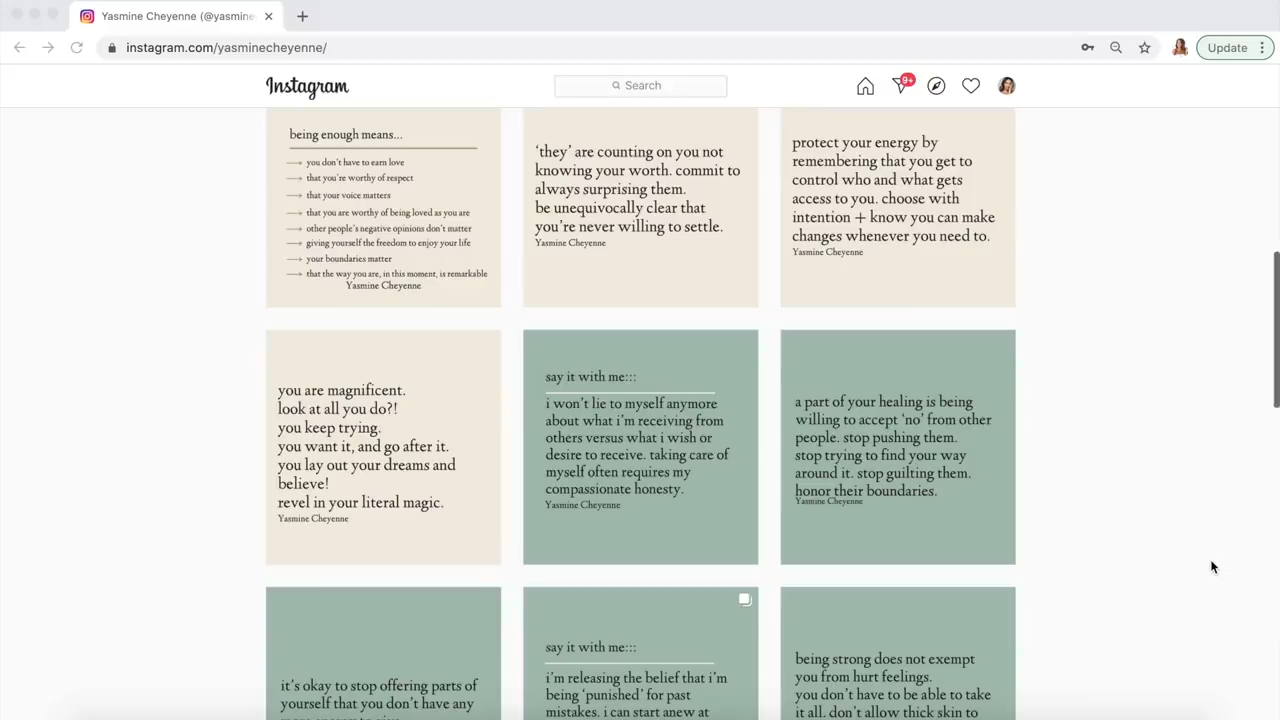 Yasmine Cheyenne (@yasmine
instagram.com/yasminecheyenne/
Update
Instagram
Search
9+
being enough means...
you don't have to earn love
that you're worthy of respect
that your voice matters
that you are worthy of being loved as you are
other people's negative opinions don't matter
giving yourself the freedom to enjoy your life
your boundaries matter
that the way you are, in this moment, is remarkable
Yasmine Cheyenne
'they' are counting on you not
knowing your worth. commit to
always surprising them.
be unequivocally clear that
you're never willing to settle.
Yasmine Cheyenne
protect your energy by
remembering that you get to
control who and what gets
access to you. choose with
intention + know you can make
changes whenever you need to.
Yasmine Cheyenne
you are magnificent.
look at all you do?!
you keep trying.
you want it, and go after it.
you lay out your dreams and
believe!
revel in your literal magic.
Yasmine Cheyenne
say it with me:::
i won't lie to myself anymore
about what i'm receiving from
others versus what i wish or
desire to receive. taking care of
myself often requires my
compassionate honesty.
Yasmine Cheyenne
a part of your healing is being
willing to accept 'no' from other
people. stop pushing them.
stop trying to find your way
around it. stop guilting them.
honor their boundaries.
Yasmine Cheyenne
it's okay to stop offering parts of
yourself that you don't have any
say it with me:::
i'm releasing the belief that i'm
being 'punished' for past
mistakes. i can start anew at
being strong does not exempt
you from hurt feelings.
you don't have to be able to take
it all. don't allow thick skin to